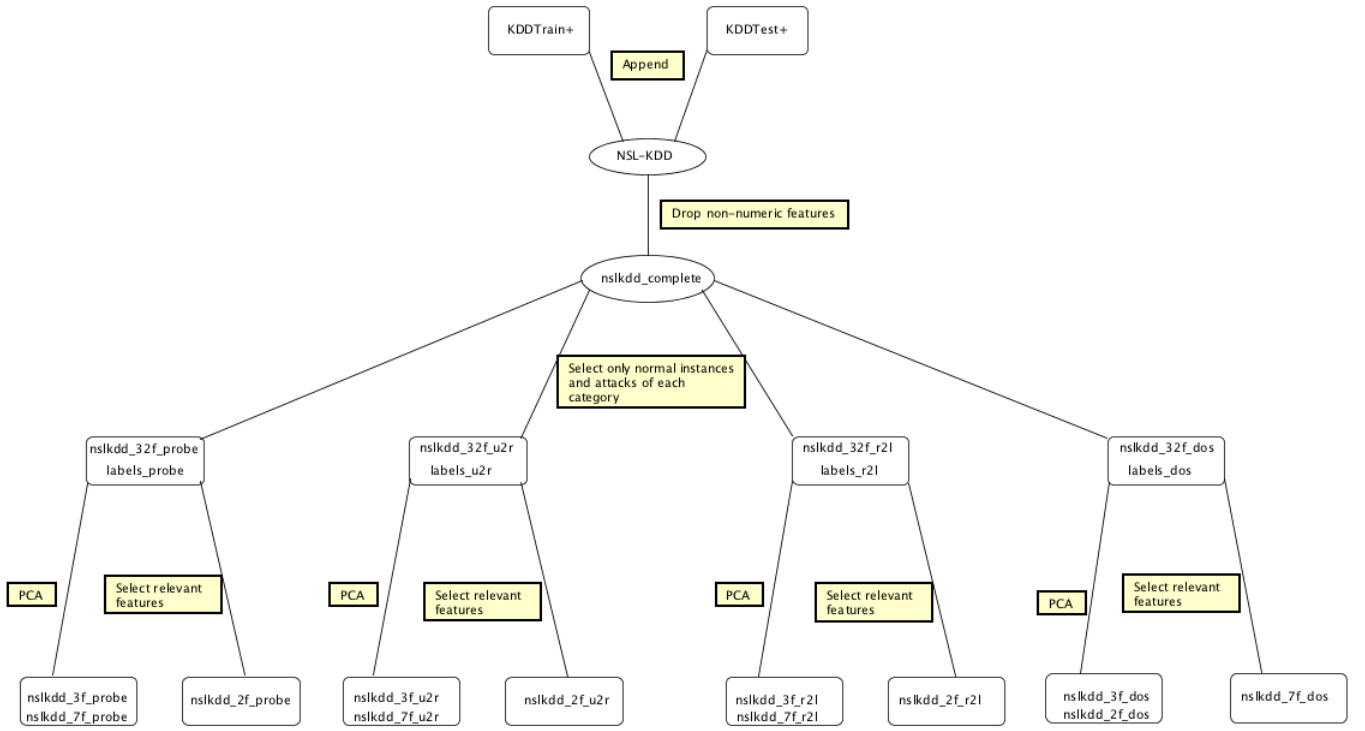 KDDTrain+
KDDTest+
Append
NSL-KDD
Drop non-numeric features
nslkdd_complete
Select only normal instances
and attacks of each
category
nslkdd_32f_probe
labels_probe
nslkdd_32f_u2r
labels_u2r
nslkdd_32f_r2l
labels_r2l
nslkdd_32f_dos
labels_dos
PCA
Select relevant
features
PCA
Select relevant
features
PCA
Select relevant
features
PCA
Select relevant
features
nslkdd_3f_probe
nslkdd_7f_probe
nslkdd_2f_probe
nslkdd_3f_u2r
nslkdd_7f_u2r
nslkdd_2f_u2r
nslkdd_3f_r2l
nslkdd_7f_r2l
nslkdd_2f_r2l
nslkdd_3f_dos
nslkdd_2f_dos
nslkdd_7f_dos